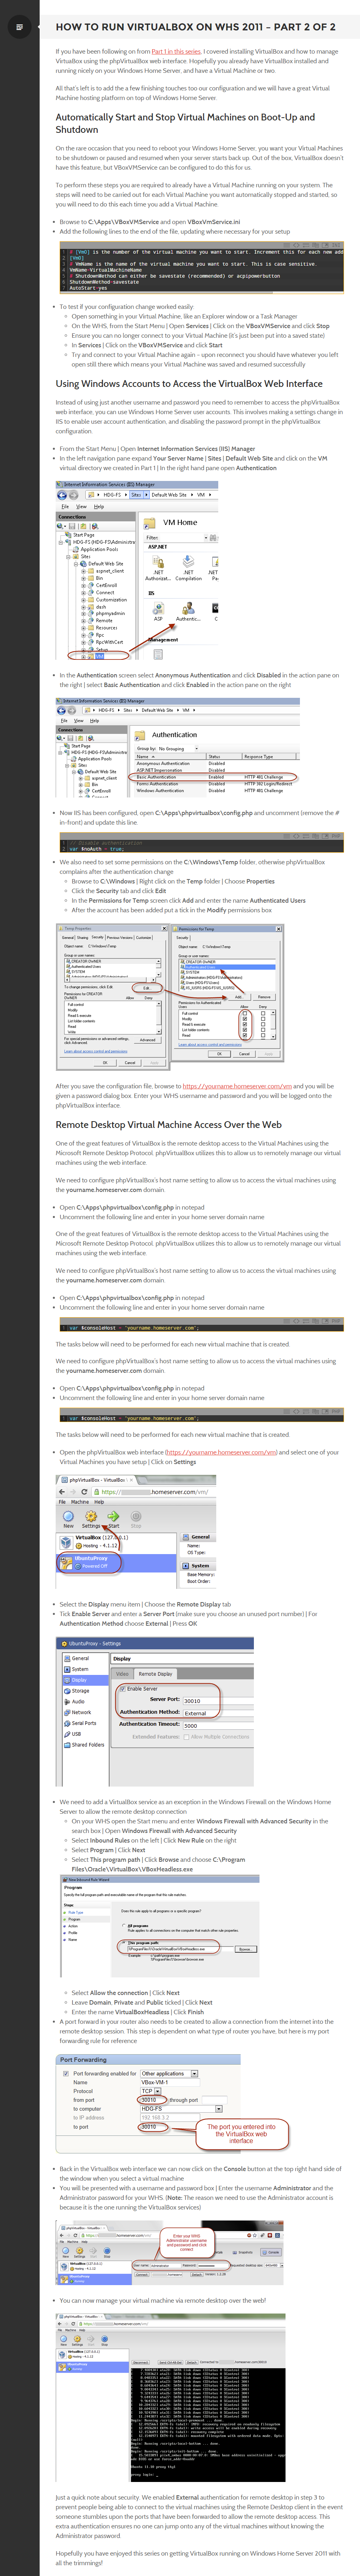 HOW TO RUN VIRTUALBOX ON WHS 2011 – PART 2 OF 2
If you have been following on from Part 1 in this series, I covered installing VirtualBox and how to manage
VirtualBox using the phpVirtualBox web interface. Hopefully you already have VirtualBox installed and
running nicely on your Windows Home Server, and have a Virtual Machine or two.
All that's left is to add the a few finishing touches too our configuration and we will have a great Virtual
Machine hosting platform on top of Windows Home Server.
Automatically Start and Stop Virtual Machines on Boot-Up and
Shutdown
On the rare occasion that you need to reboot your Windows Home Server, you want your Virtual Machines
to be shutdown or paused and resumed when your server starts back up. Out of the box, VirtualBox doesn't
have this feature, but VBoxVMService can be configured to do this for us.
To perform these steps you are required to already have a Virtual Machine running on your system. The
steps will need to be carried out for each Virtual Machine you want automatically stopped and started, so
you will need to do this each time you add a Virtual Machine.
Browse to C:\Apps\VBoxVMService and open VBoxVmService.ini
Add the following lines to the end of the file, updating where necessary for your setup
1 # [Vm0] is the number of the virtual machine you want to start. Increment this for each new add
2 [Vm0]
3 # VmName is the name of the virtual machine you want to start. This is case sensitive.
4 VmName=VirtualMachineName
5 # ShutdownMethod can either be savestate (recommended) or acpipowerbutton
6 ShutdownMethod=savestate
AutoStart=yes
To test if your configuration change worked easily:
Open something in your Virtual Machine, like an Explorer window or a Task Manager
On the WHS, from the Start Menu | Open Services | Click on the VBoxVMService and click Stop
Ensure you can no longer connect to your Virtual Machine (it's just been put into a saved state)
In Services | Click on the VBoxVMService and click Start
Try and connect to your Virtual Machine again – upon reconnect you should have whatever you left
open still there which means your Virtual Machine was saved and resumed successfully
Using Windows Accounts to Access the VirtualBox Web Interface
Instead of using just another username and password you need to remember to access the phpVirtualBox
web interface, you can use Windows Home Server user accounts. This involves making a settings change in
IIS to enable user account authentication, and disabling the password prompt in the phpVirtualBox
configuration.
From the Start Menu | Open Internet Information Services (IIS) Manager
In the left navigation pane expand Your Server Name | Sites | Default Web Site and click on the VM
virtual directory we created in Part 1 | In the right hand pane open Authentication
Internet Information Services (IIS) Manager
HDG-FS ▸ Sites ▸ Default Web Site ▸ VM ▸
File View Help
Connections
VM Home
Start Page
Filter:
HDG-FS (HDG-FS\Administra
Application Pools
ASP.NET
Sites
Default Web Site
aspnet_client
Bin
.NET Authorizat...
.NET Compilation
CertEnroll
Connect
IIS
Customization
dash
phpmyadmin
Remote
ASP
Authentic...
Resources
Rpc
RpcWithCert
Setup
Management
VM
In the Authentication screen select Anonymous Authentication and click Disabled in the action pane on
the right | select Basic Authentication and click Enabled in the action pane on the right
Internet Information Services (IIS) Manager
HDG-FS ▸ Sites ▸ Default Web Site ▸ VM ▸
File View Help
Connections
Authentication
Start Page
Group by: No Grouping
HDG-FS (HDG-FS\Administra
Application Pools
Name Status Response Type
Sites
Anonymous Authentication Disabled
Default Web Site
ASP.NET Impersonation Disabled
aspnet_client
Basic Authentication Enabled HTTP 401 Challenge
Bin
Forms Authentication Disabled HTTP 302 Login/Redirect
CertEnroll
Windows Authentication Disabled HTTP 401 Challenge
Now IIS has been configured, open C:\Apps\phpvirtualbox\config.php and uncomment (remove the #
in-front) and update this line:
1 // Disable authentication
2 var $noAuth = true;
We also need to set some permissions on the C:\Windows\Temp folder, otherwise phpVirtualBox
complains after the authentication change
Browse to C:\Windows | Right click on the Temp folder | Choose Properties
Click the Security tab and click Edit
In the Permissions for Temp screen click Add and enter the name Authenticated Users
After the account has been added put a tick in the Modify permissions box
Temp Properties
Permissions for Temp
General | Sharing Security | Previous Versions | Customize |
Security
Object name: C:\Windows\Temp
Group or user names:
CREATOR OWNER
Authenticated Users
SYSTEM
To change permissions, click Edit.
Edit...
Add... Remove
Allow Deny
Full control
Modify
Read & execute
List folder contents
Read
Write
For special permissions or advanced settings, click Advanced.
Advanced
Learn about access control and permissions
OK Cancel Apply
After you save the configuration file, browse to https://yourname.homeserver.com/vm and you will be
given a password dialog box. Enter your WHS username and password and you will be logged onto the
phpVirtualBox interface.
Remote Desktop Virtual Machine Access Over the Web
One of the great features of VirtualBox is the remote desktop access to the Virtual Machines using the
Microsoft Remote Desktop Protocol. phpVirtualBox utilizes this to allow us to remotely manage our virtual
machines using the web-interface.
We need to configure phpVirtualBox's host name setting to allow us to access the virtual machines using
the yourname.homeserver.com domain.
Open C:\Apps\phpvirtualbox\config.php in notepad
Uncomment the following line and enter in your home server domain name
One of the great features of VirtualBox is the remote desktop access to the Virtual Machines using the
Microsoft Remote Desktop Protocol. phpVirtualBox utilizes this to allow us to remotely manage our virtual
machines using the web-interface.
We need to configure phpVirtualBox's host name setting to allow us to access the virtual machines using
the yourname.homeserver.com domain.
Open C:\Apps\phpvirtualbox\config.php in notepad
Uncomment the following line and enter in your home server domain name
1 var $consoleHost = 'yourname.homeserver.com';
The tasks below will need to be performed for each new virtual machine that is created.
We need to configure phpVirtualBox's host name setting to allow us to access the virtual machines using
the yourname.homeserver.com domain.
Open C:\Apps\phpvirtualbox\config.php in notepad
Uncomment the following line and enter in your home server domain name
1 var $consoleHost = 'yourname.homeserver.com';
The tasks below will need to be performed for each new virtual machine that is created.
Open the phpVirtualBox web interface (https://yourname.homeserver.com/vm) and select one of your
Virtual Machines you have setup | Click on Settings
phpVirtualBox - VirtualBox
https:// .homeserver.com/vm/
File Machine Help
New Settings Start Stop
VirtualBox (127.0.0.1)
Hosting - 4.1.12
General
Name:
OS Type:
UbuntuProxy
Powered Off
System
Base Memory:
Boot Order:
Select the Display menu item | Choose the Remote Display tab
Tick Enable Server and enter a Server Port (make sure you choose an unused port number) | For
Authentication Method choose External | Press OK
UbuntuProxy - Settings
General
System
Display
Storage
Audio
Network
Serial Ports
USB
Shared Folders
Display
Video Remote Display
Enable Server
Server Port: 30010
Authentication Method: External
Authentication Timeout: 5000
Extended Features: Allow Multiple Connections
We need to add a VirtualBox service as an exception in the Windows Firewall on the Windows Home
Server to allow the remote desktop connection
On your WHS open the Start menu and enter Windows Firewall with Advanced Security in the
search box | Open Windows Firewall with Advanced Security
Select Inbound Rules on the left | Click New Rule on the right
Select Program | Click Next
Select This program path | Click Browse and choose C:\Program
Files\Oracle\VirtualBox\VBoxHeadless.exe
New Inbound Rule Wizard
Program
Specify the full program path and executable name of the program that this rule matches.
Steps:
Rule Type
Program
Action
Profile
Name
Does this rule apply to all programs or a specific program?
All programs
Rule applies to all connections on the computer that match other rule properties.
This program path:
%ProgramFiles%\Oracle\VirtualBox\VBoxHeadless.exe
Browse...
Select Allow the connection | Click Next
Leave Domain, Private and Public ticked | Click Next
Enter the name VirtualBoxHeadless | Click Finish
A port forward in your router also needs to be created to allow a connection from the internet into the
remote desktop session. This step is dependent on what type of router you have, but here is my port
forwarding rule for reference
Port Forwarding
Port forwarding enabled for Other applications
Name VBox-VM-1
Protocol TCP
from port 30010 through port
to computer HDG-FS
to IP address 192.168.3.2
to port 30010
The port you entered into
the VirtualBox web
interface
Back in the VirtualBox web interface we can now click on the Console button at the top right hand side of
the window when you select a virtual machine
You will be presented with a username and password box | Enter the username Administrator and the
Administrator password for your WHS. (Note: The reason we need to use the Administrator account is
because it is the one running the VirtualBox services)
Enter your WHS
Administrator username
and password and click
connect
You can now manage your virtual machine via remote desktop over the web!
Just a quick note about security. We enabled External authentication for remote desktop in step 3 to
prevent people being able to connect to the virtual machines using the Remote Desktop client in the event
someone stumbles upon the ports that have been forwarded to allow the remote desktop access. This
extra authentication ensures you no one can get onto any of the virtual machines without knowing the
Administrator password.
Hopefully you have enjoyed this series on getting VirtualBox running on Windows Home Server 2011 with
all the trimmings!